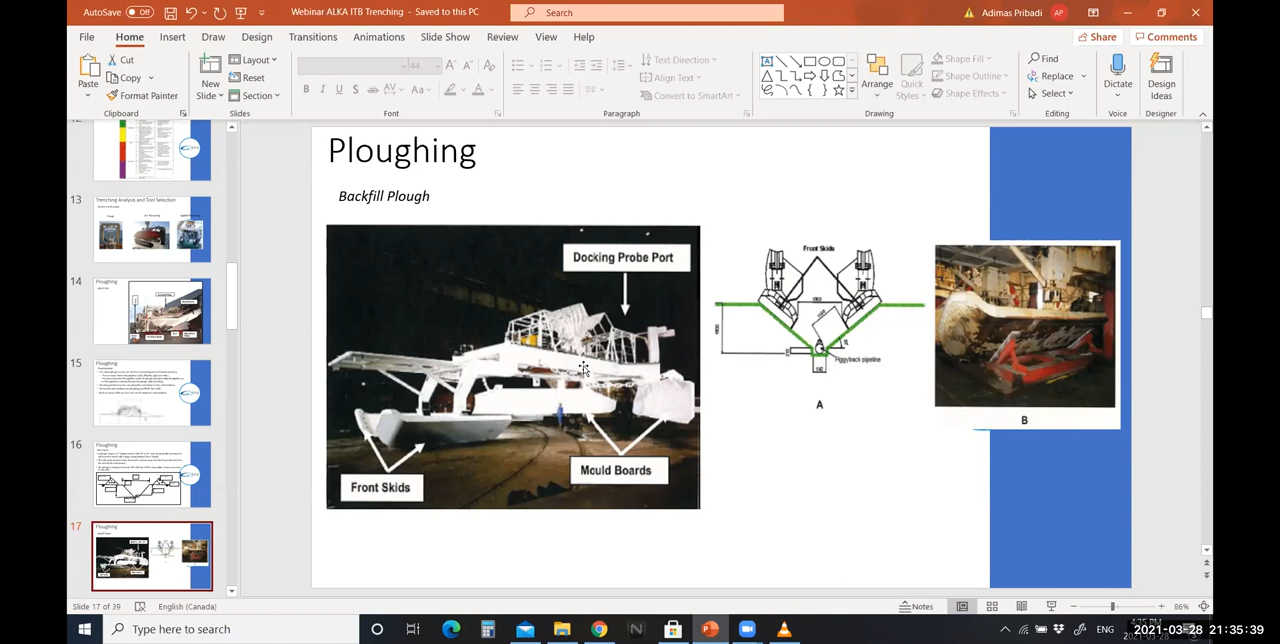 AutoSave Off
Webinar ALKA ITB Trenching - Saved to this PC
Search
Adimas Pribadi AP
File Home Insert Draw Design Transitions Animations Slide Show Review View Help
Share Comments
Paste
Cut
Copy
Format Painter
Clipboard
New Slide
Layout
Reset
Section
Slides
44
Font
Text Direction
Align Text
Convert to SmartArt
Paragraph
Arrange
Quick Styles
Shape Fill
Shape Outline
Shape Effects
Drawing
Find
Replace
Select
Editing
Dictate
Voice
Design Ideas
Designer
13
Trenching Analysis and Tool Selection
14
Ploughing
15
Ploughing
16
Ploughing
17
Ploughing
Ploughing
Backfill Plough
Docking Probe Port
Front Skids
Mould Boards
Front Skids
Piggyback pipeline
A
B
Slide 17 of 39 English (Canada)
Notes
86%
Type here to search
ENG
2021-03-28 21:35:39